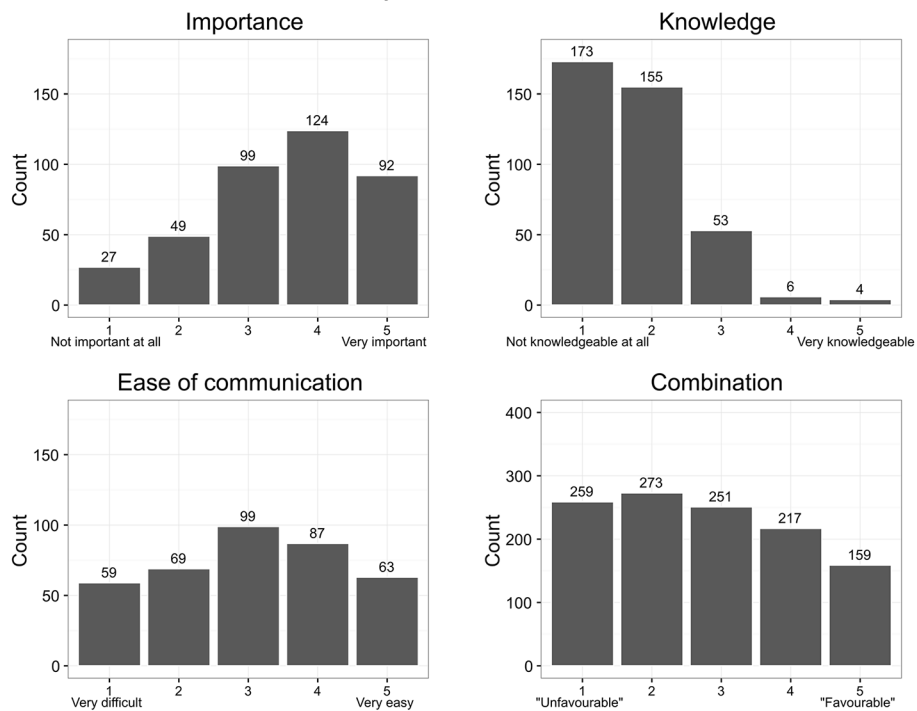 Importance
Count
150
100
50
0
27
49
99
124
92
1 2 3 4 5
Not important at all Very important
Knowledge
Count
150
100
50
0
173
155
53
6
4
1 2 3 4 5
Not knowledgeable at all Very knowledgeable
Ease of communication
Count
150
100
50
0
59
69
99
87
63
1 2 3 4 5
Very difficult Very easy
Combination
Count
400
300
200
100
0
259
273
251
217
159
1 2 3 4 5
"Unfavourable" "Favourable"